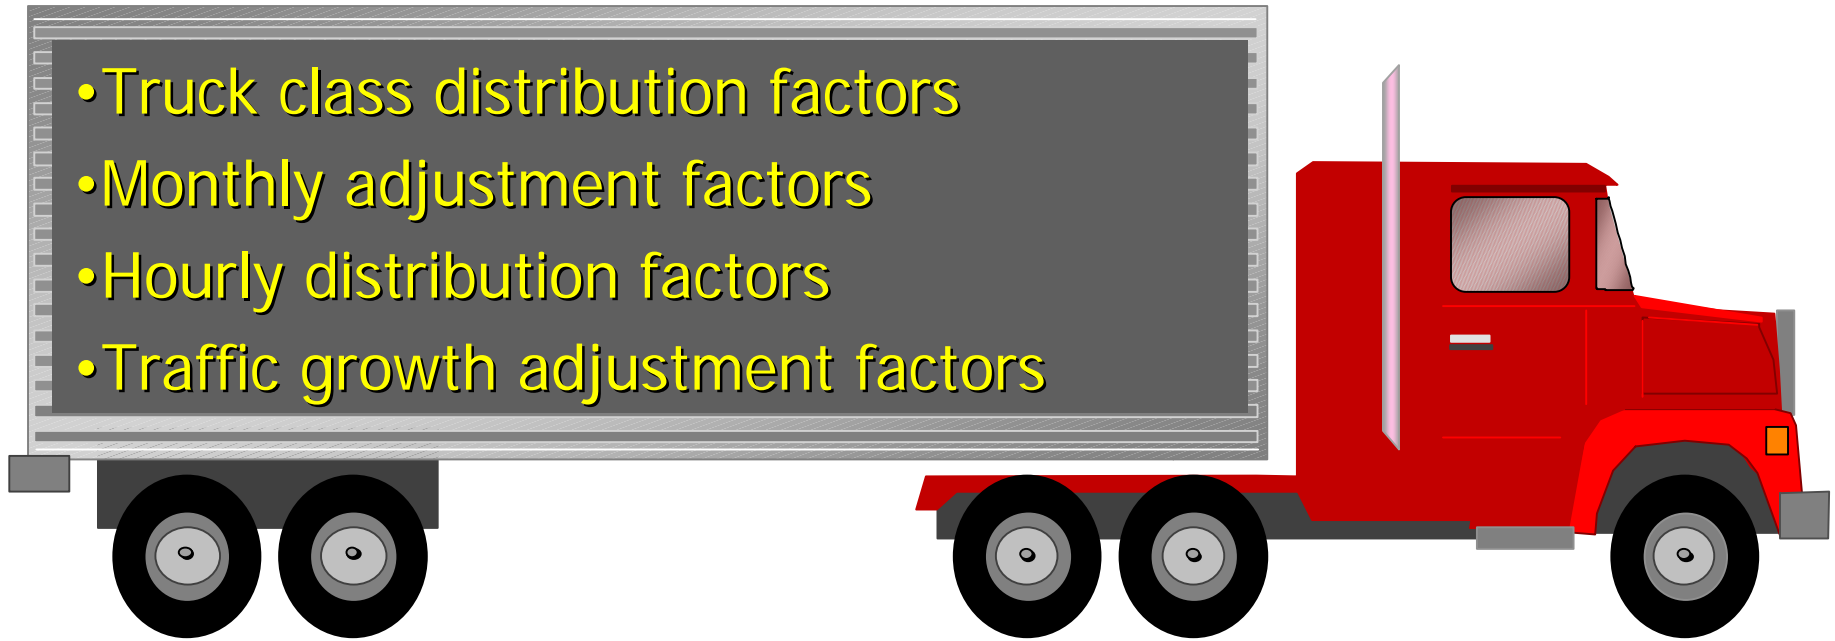 •Truck class distribution factors
•Monthly adjustment factors
•Hourly distribution factors
•Traffic growth adjustment factors